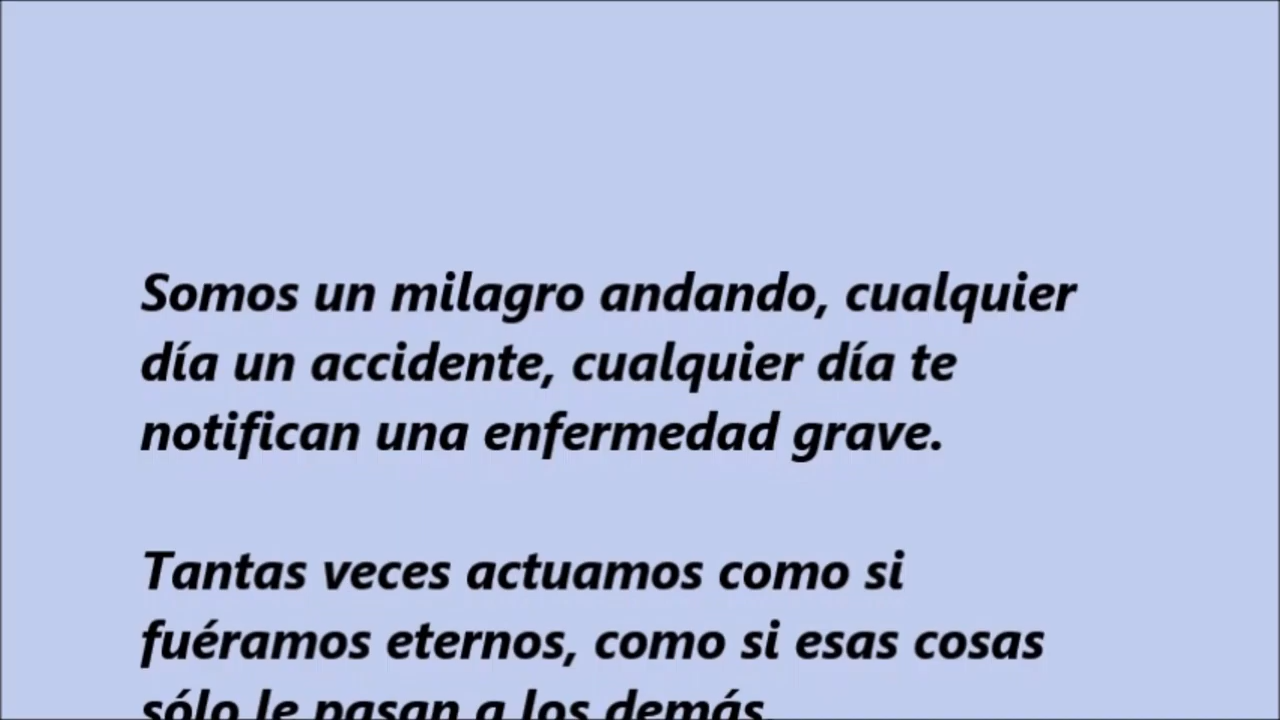 Somos un milagro andando, cualquier
día un accidente, cualquier día te
notifican una enfermedad grave.
Tantas veces actuamos como si
fuéramos eternos, como si esas cosas
sólo le pasan a los demás.